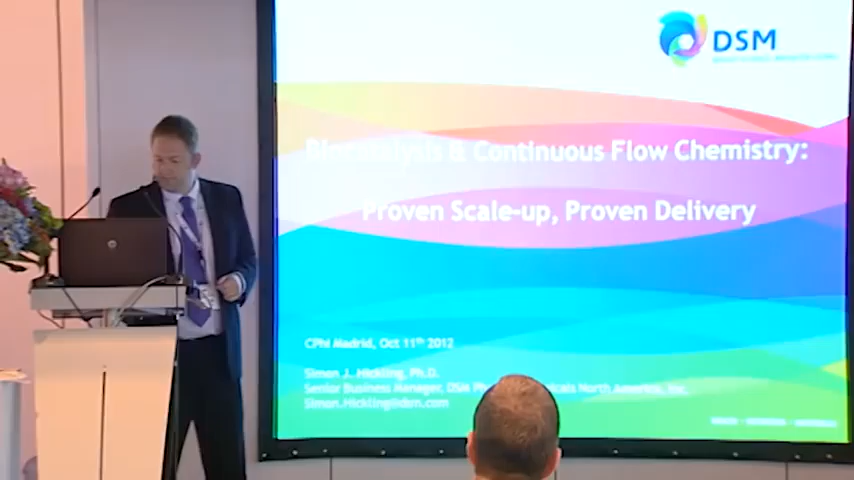 DSM
& Continuous Flow Chemistry:
Proven Scale-up, Proven Delivery
CPhI Madrid, Oct 11th 2012
Simon J. Hickling, Ph.D.
Senior Business Manager, DSM North America, Inc.
Simon.Hickling@dsm.com